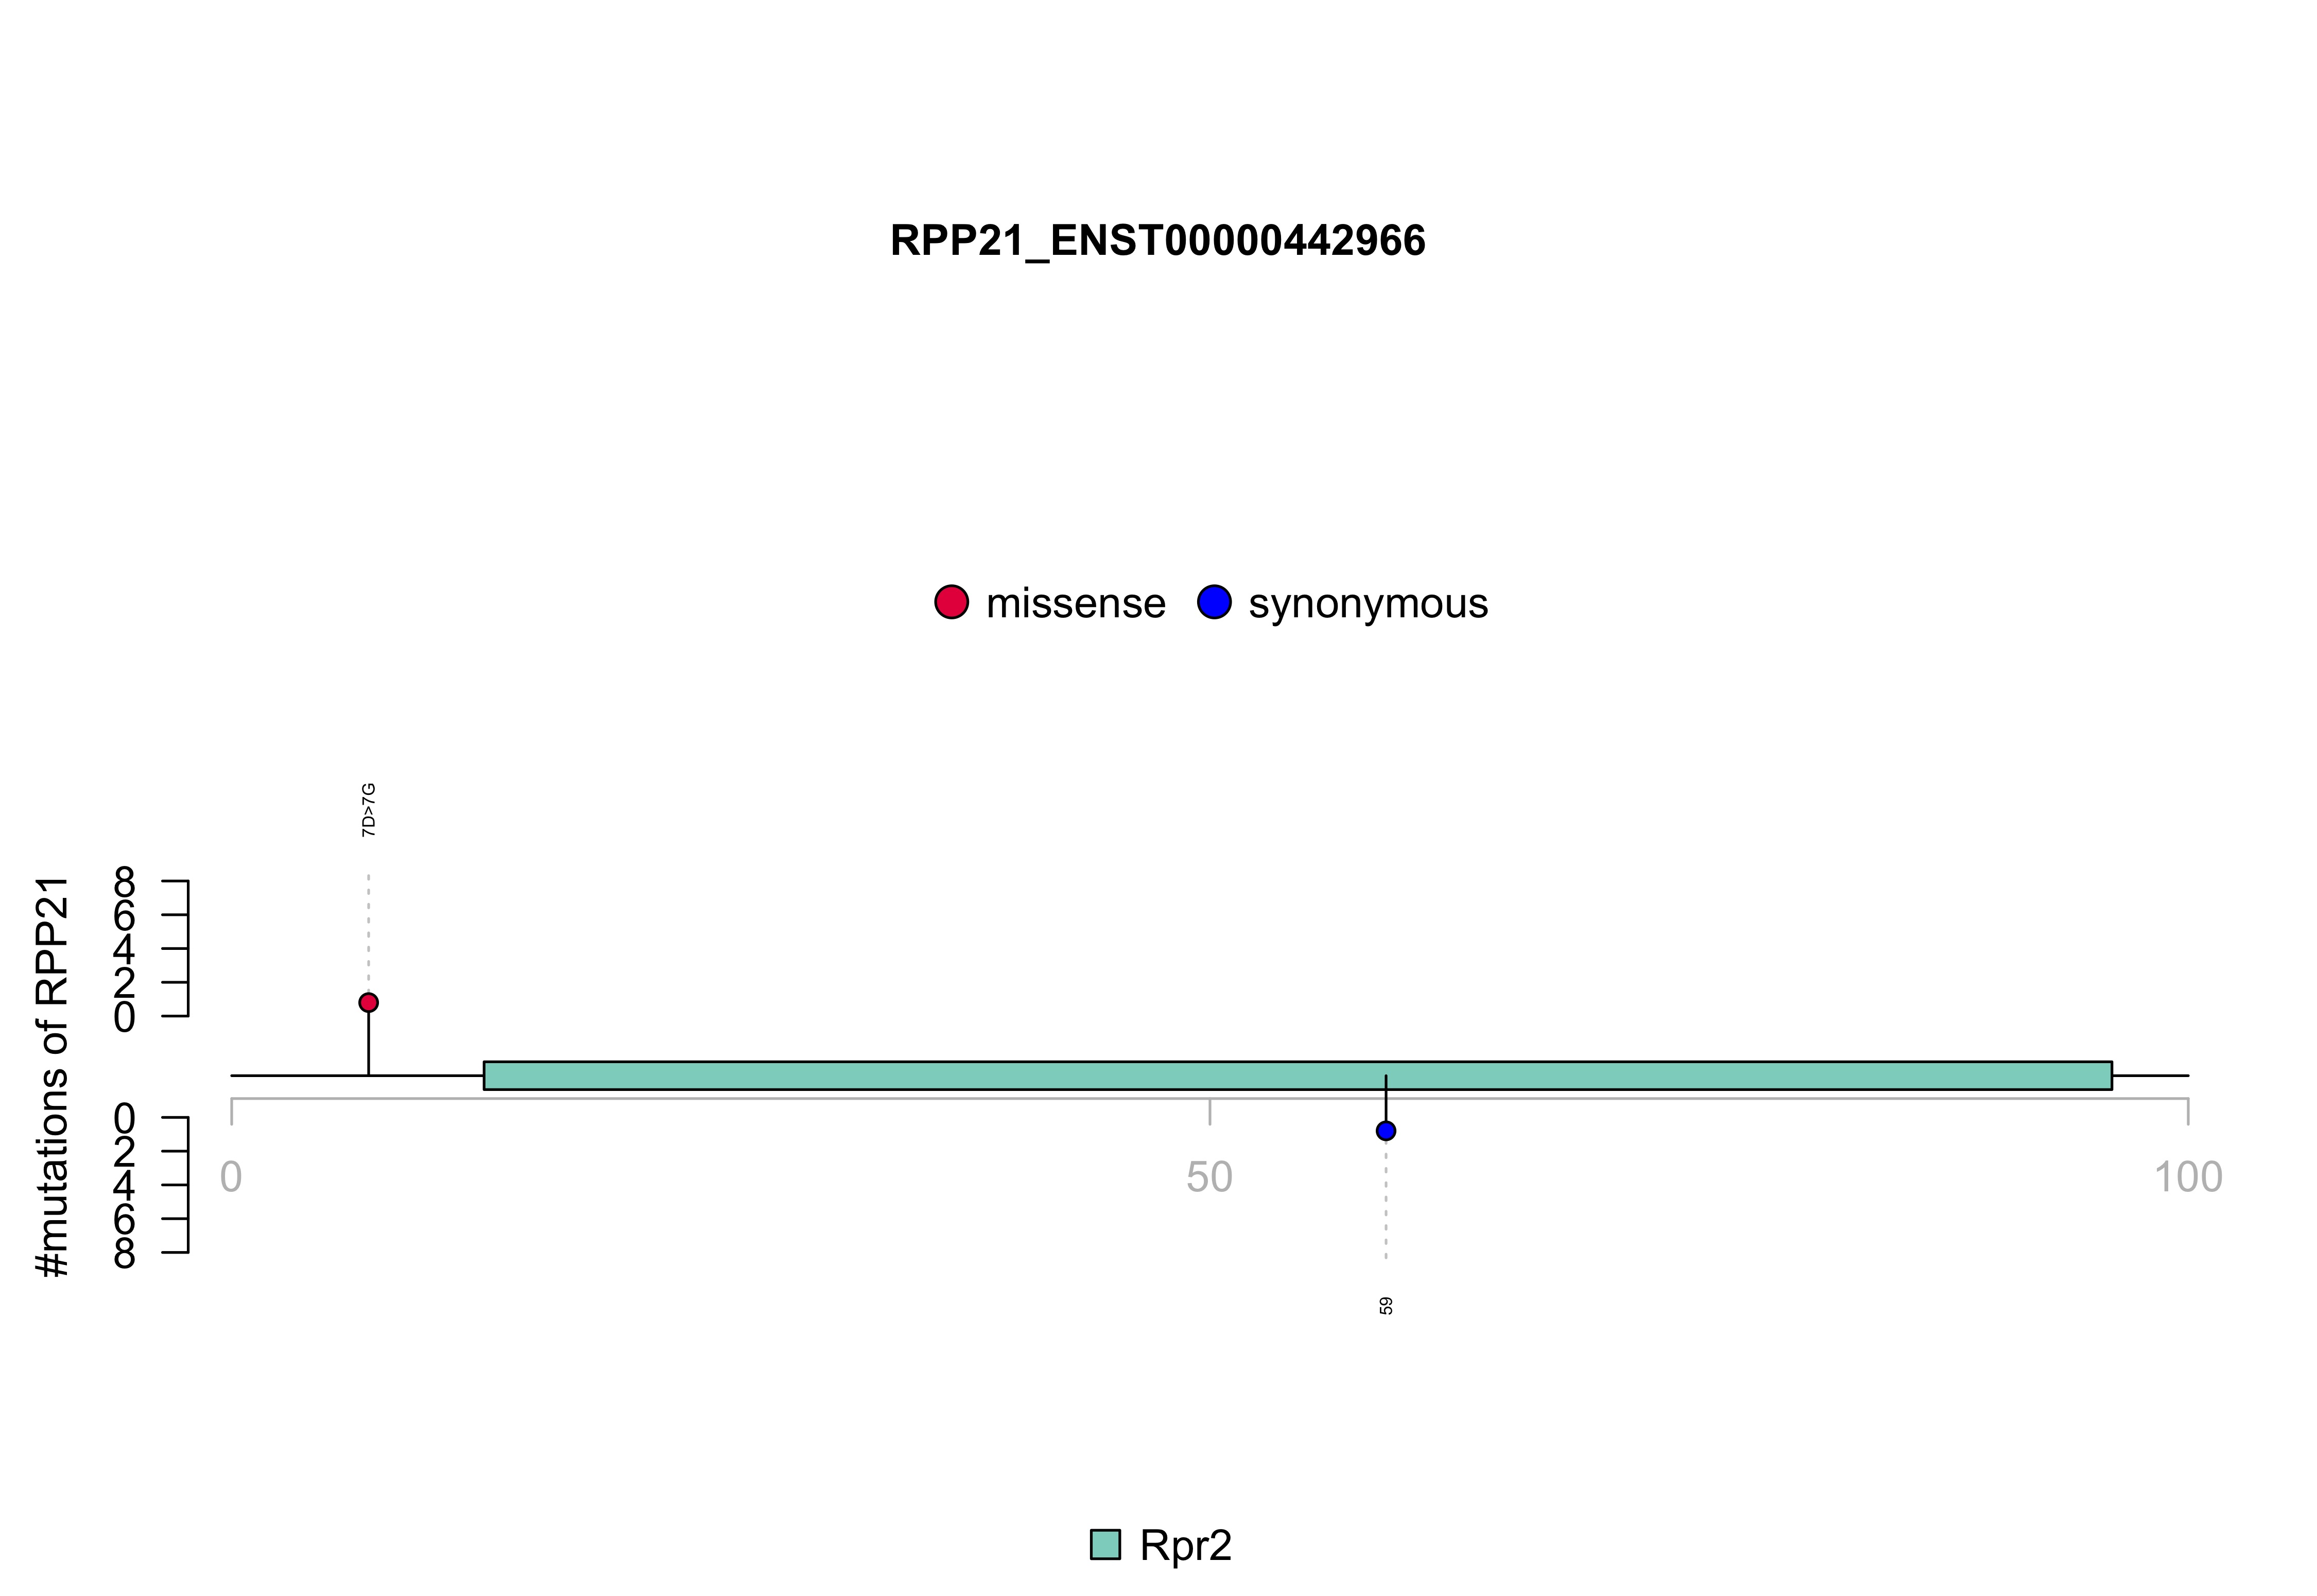 RPP21_ENST00000442966
missense
synonymous
7D>7G
#mutations of RPP21
8
6
4
2
0
0
2
4
6
8
0
50
100
59
Rpr2